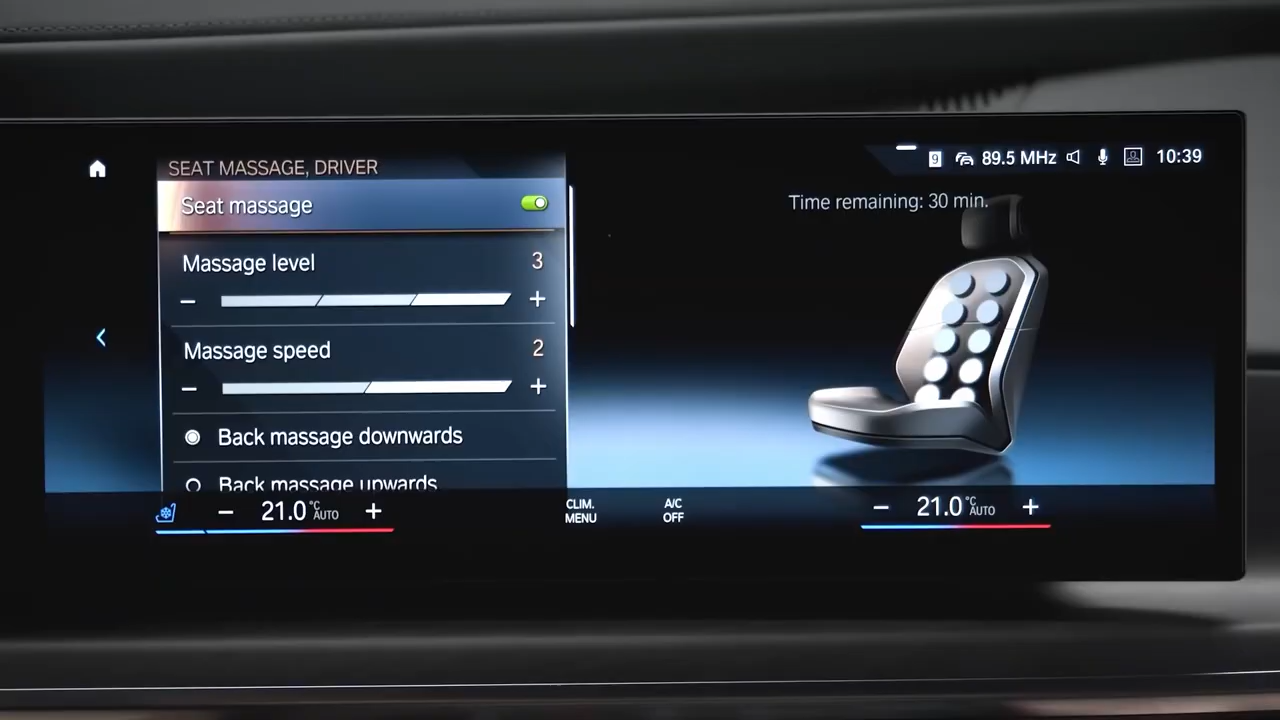 SEAT MASSAGE, DRIVER
9 89.5 MHz 10:39
Seat massage
Time remaining: 30 min.
Massage level 3
− +
Massage speed 2
− +
Back massage downwards
Back massage upwards
− 21.0 °C AUTO +
CLIM. MENU
A/C OFF
− 21.0 °C AUTO +